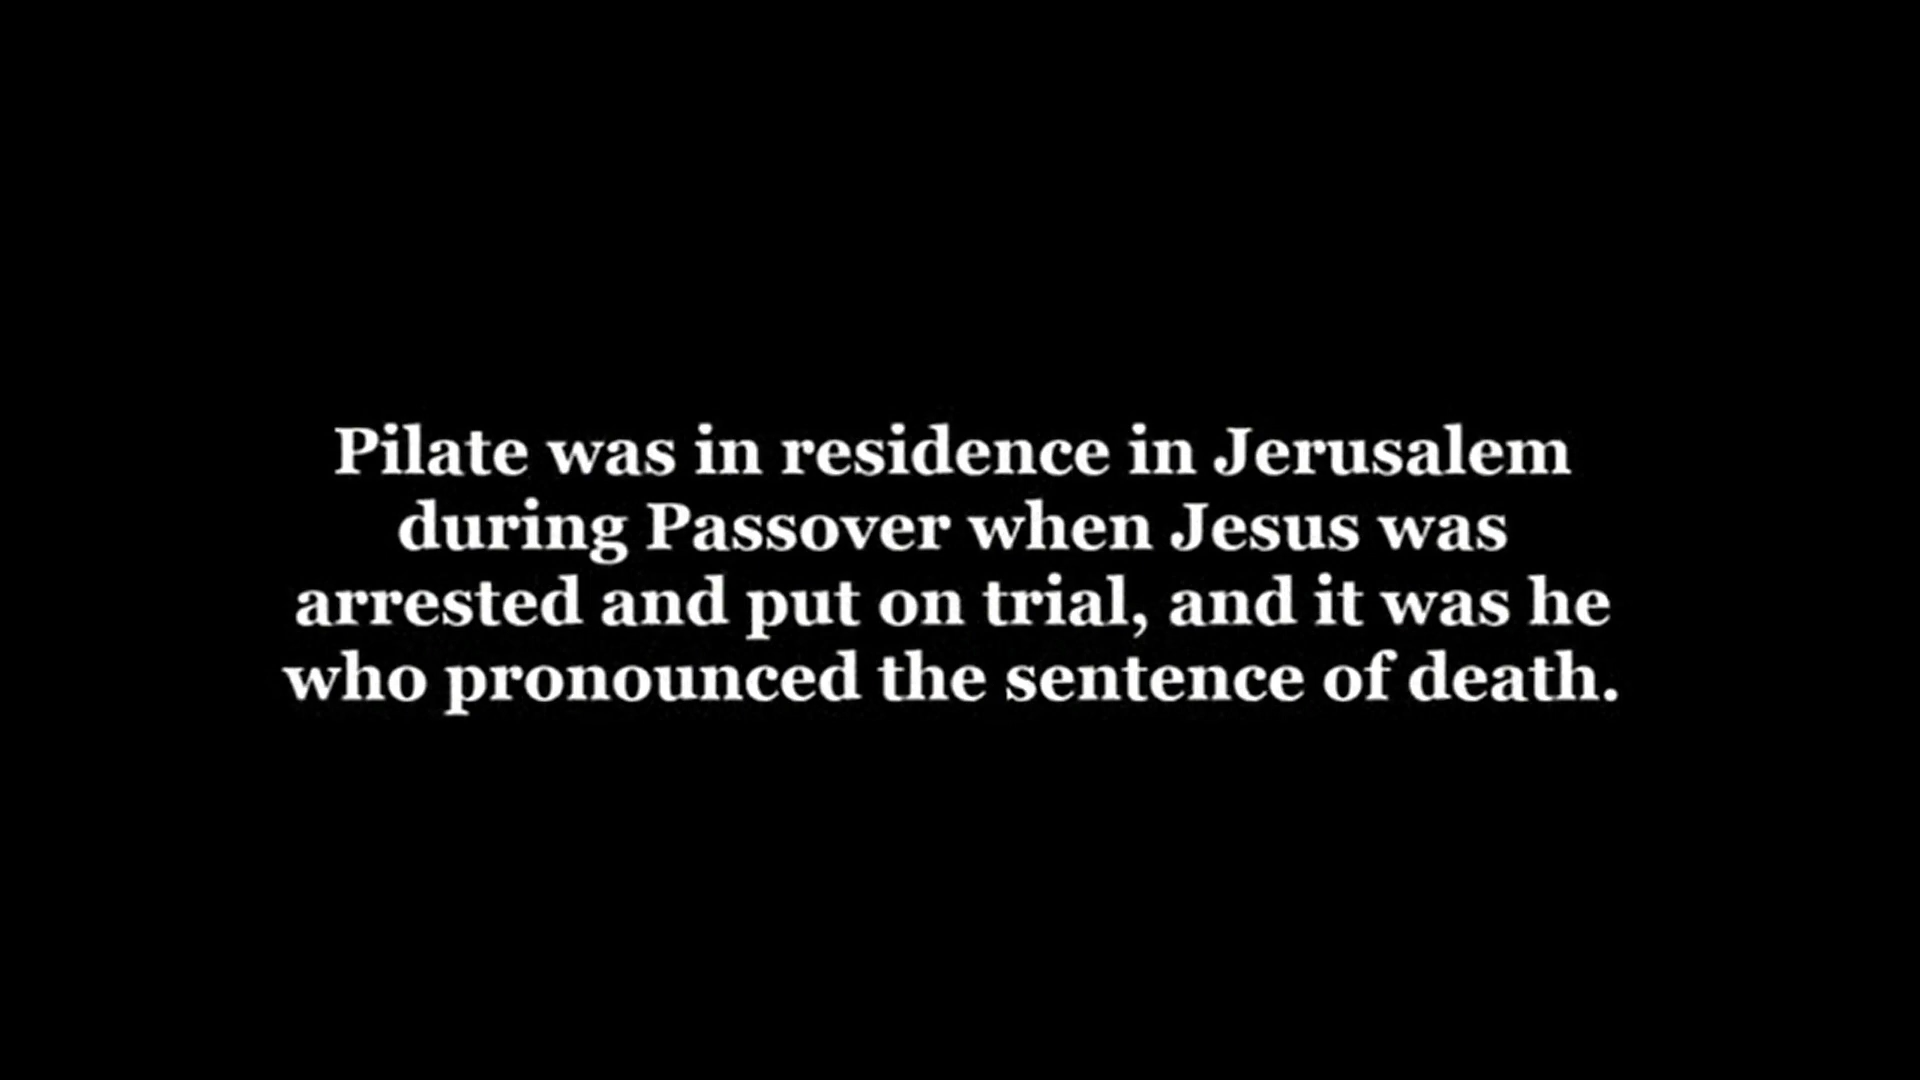 Pilate was in residence in Jerusalem
during Passover when Jesus was
arrested and put on trial, and it was he
who pronounced the sentence of death.